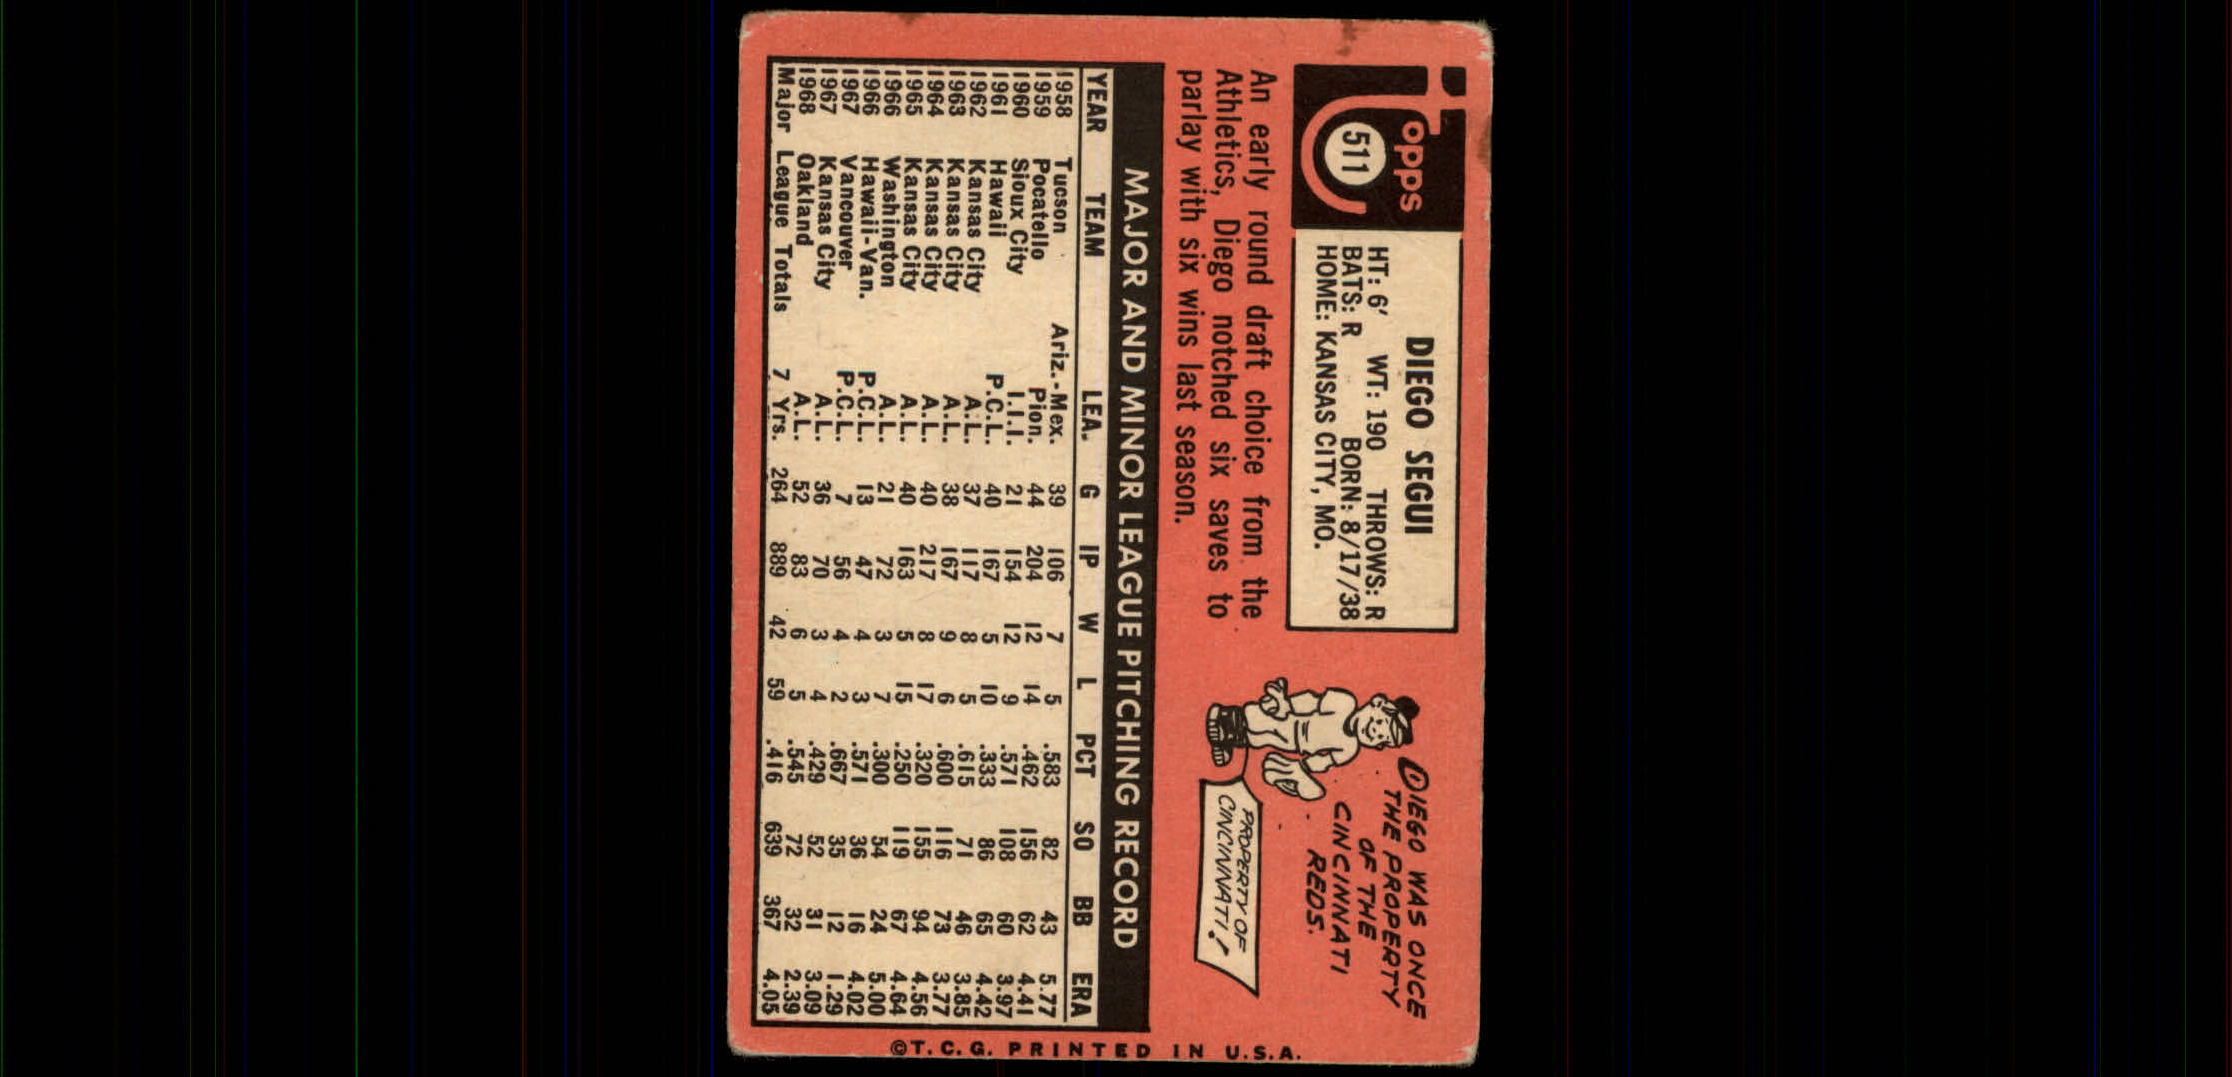 Topps
511
DIEGO SEGUI
HT: 6' WT: 190 THROWS: R
BATS: R BORN: 8/17/38
HOME: KANSAS CITY, MO.
An early round draft choice from the
Athletics, Diego notched six saves to
parlay with six wins last season.
DIEGO WAS ONCE
THE PROPERTY
OF THE
CINCINNATI
REDS.
PROPERTY OF
CINCINNATI!
MAJOR AND MINOR LEAGUE PITCHING RECORD
YEAR TEAM LEA. G IP W L PCT SO BB ERA
1958 Tucson Ariz.-Mex. 39 106 7 5 .583 82 43 5.77
1959 Pocatello Pion. 44 204 12 14 .462 156 62 4.41
1960 Sioux City I.I.I. 21 154 12 9 .571 108 60 3.97
1961 Hawaii P.C.L. 40 167 5 10 .333 86 65 4.42
1962 Kansas City A.L. 37 117 8 5 .615 71 46 3.85
1963 Kansas City A.L. 38 167 9 6 .600 116 73 3.77
1964 Kansas City A.L. 40 217 8 17 .320 155 94 4.56
1965 Kansas City A.L. 40 163 5 15 .250 119 67 4.64
1966 Washington A.L. 21 72 3 7 .300 54 24 5.00
1966 Hawaii-Van. P.C.L. 13 47 4 3 .571 36 16 4.02
1967 Vancouver P.C.L. 7 56 4 2 .667 35 12 1.29
1967 Kansas City A.L. 36 70 3 4 .429 52 31 3.09
1968 Oakland A.L. 52 83 6 5 .545 72 32 2.39
Major League Totals 7 Yrs. 264 889 42 59 .416 639 367 4.05
©T.C.G. PRINTED IN U.S.A.